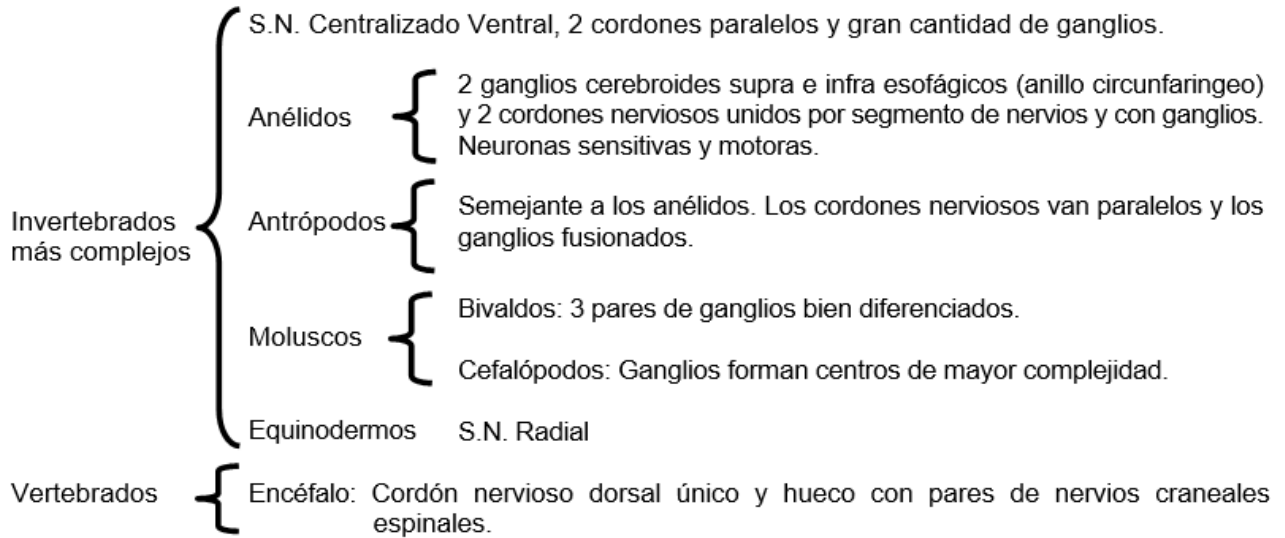 S.N. Centralizado Ventral, 2 cordones paralelos y gran cantidad de ganglios.
Anélidos
2 ganglios cerebroides supra e infra esofágicos (anillo circunfaringeo)
y 2 cordones nerviosos unidos por segmento de nervios y con ganglios.
Neuronas sensitivas y motoras.
Invertebrados
más complejos
Antrópodos
Semejante a los anélidos. Los cordones nerviosos van paralelos y los
ganglios fusionados.
Moluscos
Bivaldos: 3 pares de ganglios bien diferenciados.
Cefalópodos: Ganglios forman centros de mayor complejidad.
Equinodermos
S.N. Radial
Vertebrados
Encéfalo: Cordón nervioso dorsal único y hueco con pares de nervios craneales
espinales.